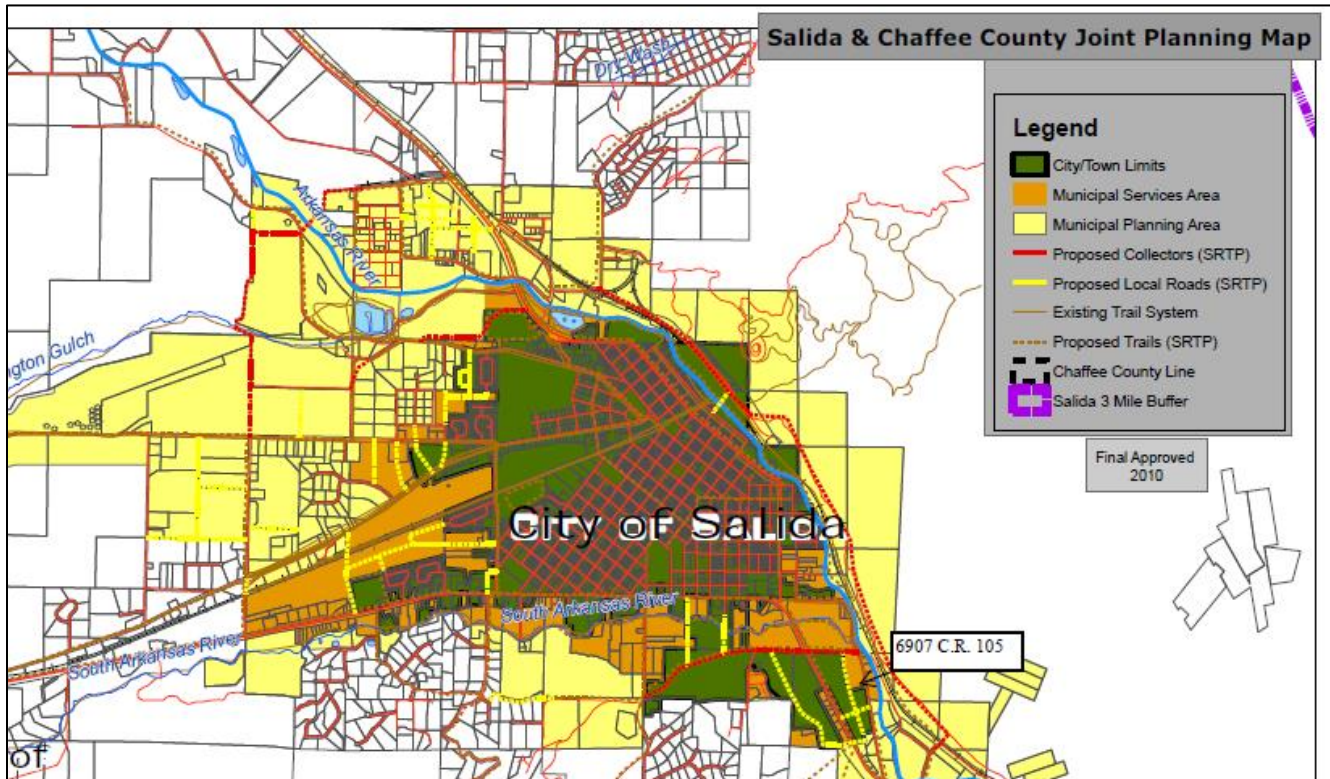 Salida & Chaffee County Joint Planning Map
Legend
City/Town Limits
Municipal Services Area
Municipal Planning Area
Proposed Collectors (SRTP)
Proposed Local Roads (SRTP)
Existing Trail System
Proposed Trails (SRTP)
Chaffee County Line
Salida 3 Mile Buffer
Final Approved
2010
Dry Wash
Arkansas River
ington Gulch
City of Salida
South Arkansas River
South Arkansas River
6907 C.R. 105
of